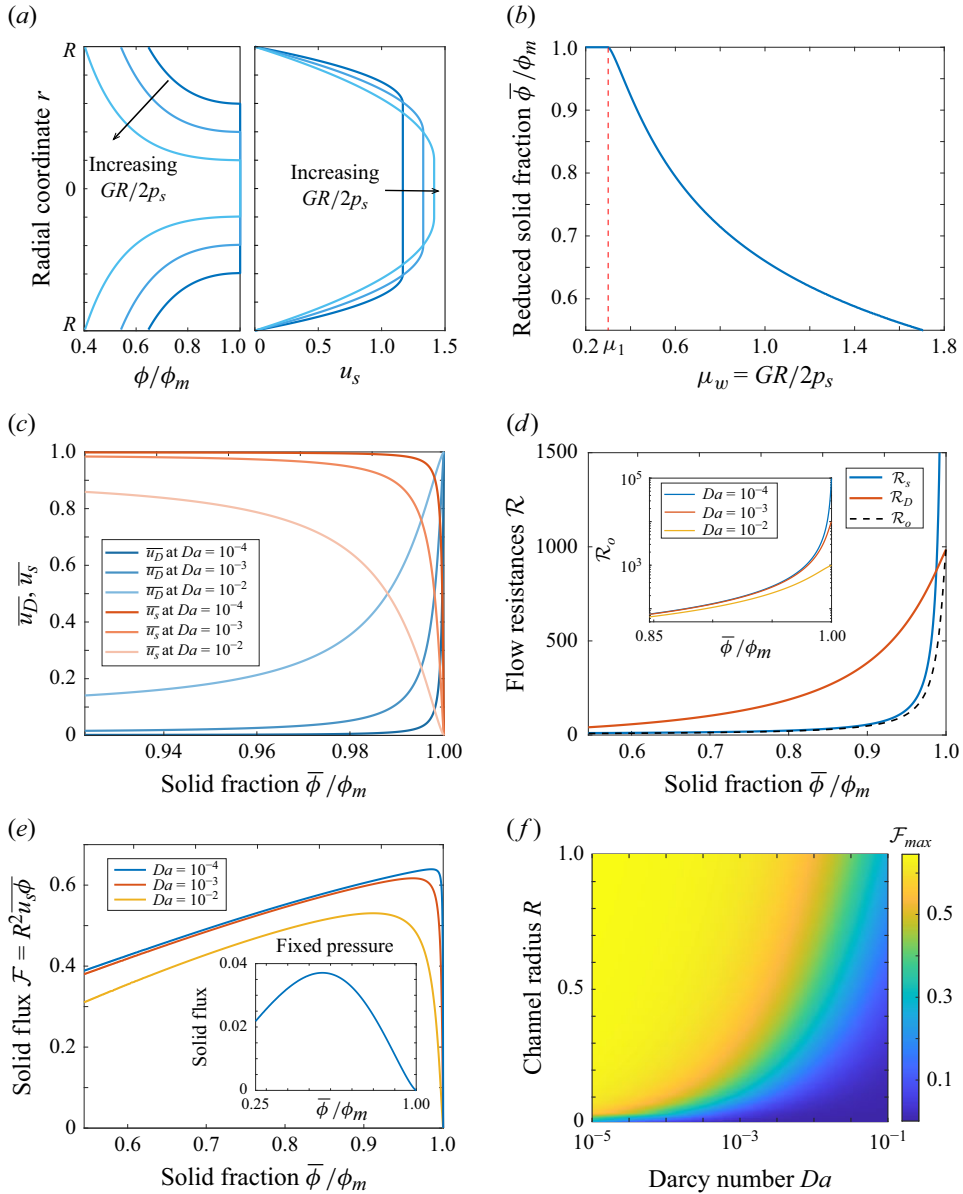 (a)
R
Radial coordinate r
0
R
Increasing
GR/2p_s
0.4 0.6 0.8 1.0
ϕ/ϕ_m
Increasing
GR/2p_s
0 0.5 1.0 1.5
u_s
(b)
Reduced solid fraction ϕ̅/ϕ_m
1.0
0.9
0.8
0.7
0.6
0.2 μ_1 0.6 1.0 1.4 1.8
μ_w = GR/2p_s
(c)
u̅_D̅, u̅_s̅
1.0
0.8
0.6
0.4
0.2
0
u̅_D̅ at Da = 10^−4
u̅_D̅ at Da = 10^−3
u̅_D̅ at Da = 10^−2
u̅_s̅ at Da = 10^−4
u̅_s̅ at Da = 10^−3
u̅_s̅ at Da = 10^−2
0.94 0.96 0.98 1.00
Solid fraction ϕ̅/ϕ_m
(d)
Flow resistances ℛ
1500
1000
500
0
ℛ_s
ℛ_D
ℛ_o
ℛ_o
10^5
10^3
Da = 10^−4
Da = 10^−3
Da = 10^−2
0.85 1.00
ϕ̅/ϕ_m
0.6 0.7 0.8 0.9 1.0
Solid fraction ϕ̅/ϕ_m
(e)
Solid flux ℱ = R^2 u̅_s̅ϕ̅
0.6
0.4
0.2
0
Da = 10^−4
Da = 10^−3
Da = 10^−2
Fixed pressure
Solid flux
0.04
0.02
0
0.25 1.00
ϕ̅/ϕ_m
0.6 0.7 0.8 0.9 1.0
Solid fraction ϕ̅/ϕ_m
(f)
ℱ_max
Channel radius R
1.0
0.5
0
10^−5 10^−3 10^−1
Darcy number Da
0.5
0.3
0.1